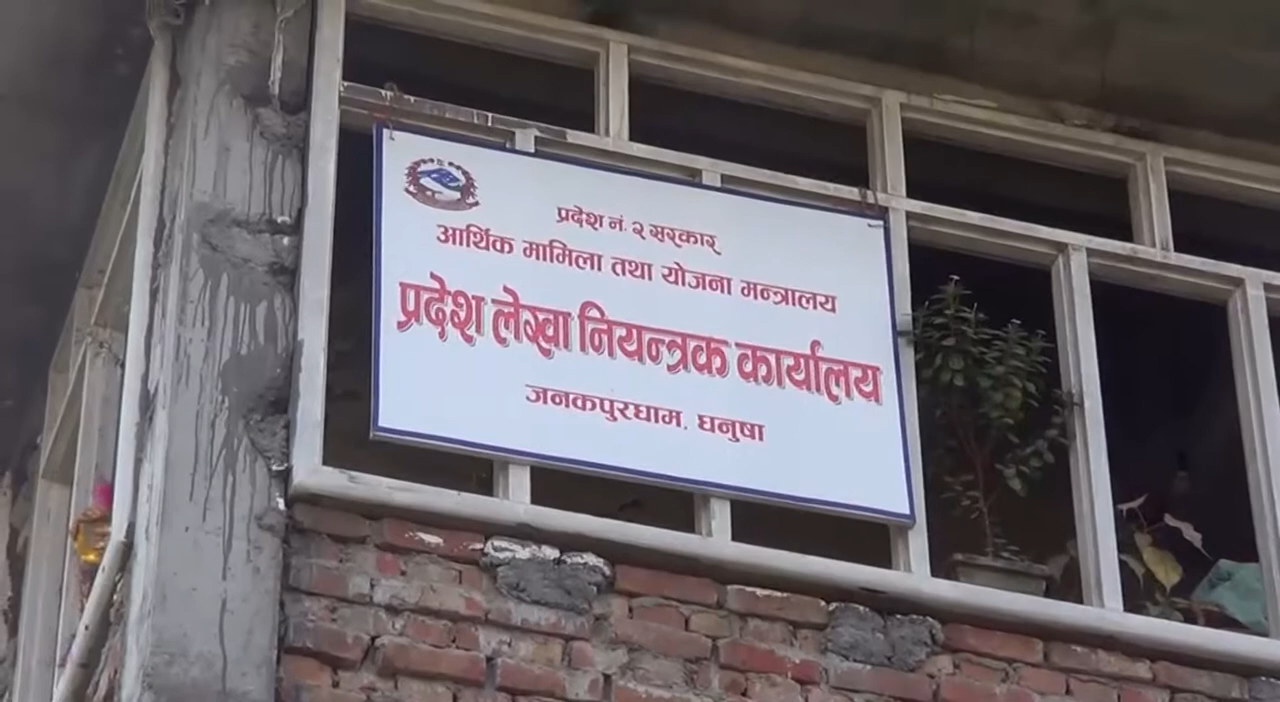 प्रदेश नं. २ सरकार
आर्थिक मामिला तथा योजना मन्त्रालय
प्रदेश लेखा नियन्त्रक कार्यालय
जनकपुरधाम, धनुषा